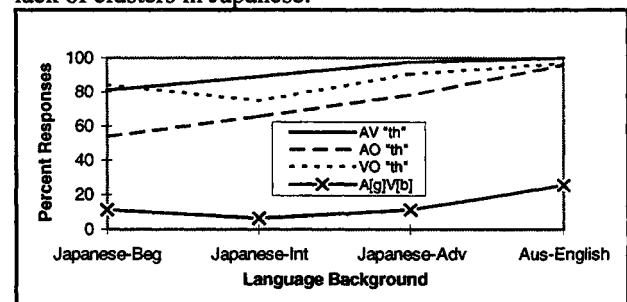 lack of clusters in Japanese.
100
80
60
40
20
0
Percent Responses
AV "th"
AO "th"
VO "th"
A[g]V[b]
Japanese-Beg Japanese-Int Japanese-Adv Aus-English
Language Background